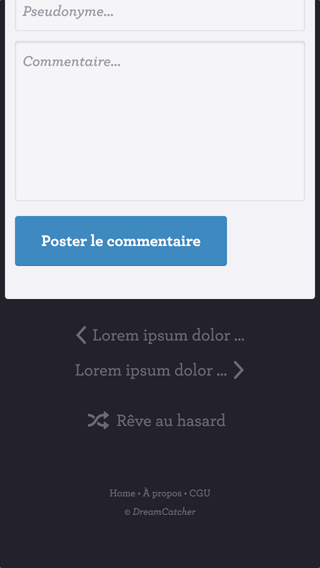 Pseudonyme...
Commentaire...
Poster le commentaire
Lorem ipsum dolor ...
Lorem ipsum dolor ...
Rêve au hasard
Home • À propos • CGU
© DreamCatcher